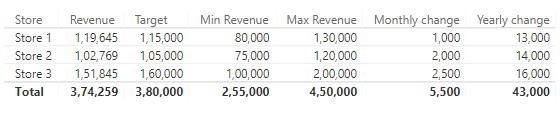 Store Revenue Target Min Revenue Max Revenue Monthly change Yearly change
Store 1 1,19,645 1,15,000 80,000 1,30,000 1,000 13,000
Store 2 1,02,769 1,05,000 75,000 1,20,000 2,000 14,000
Store 3 1,51,845 1,60,000 1,00,000 2,00,000 2,500 16,000
Total 3,74,259 3,80,000 2,55,000 4,50,000 5,500 43,000